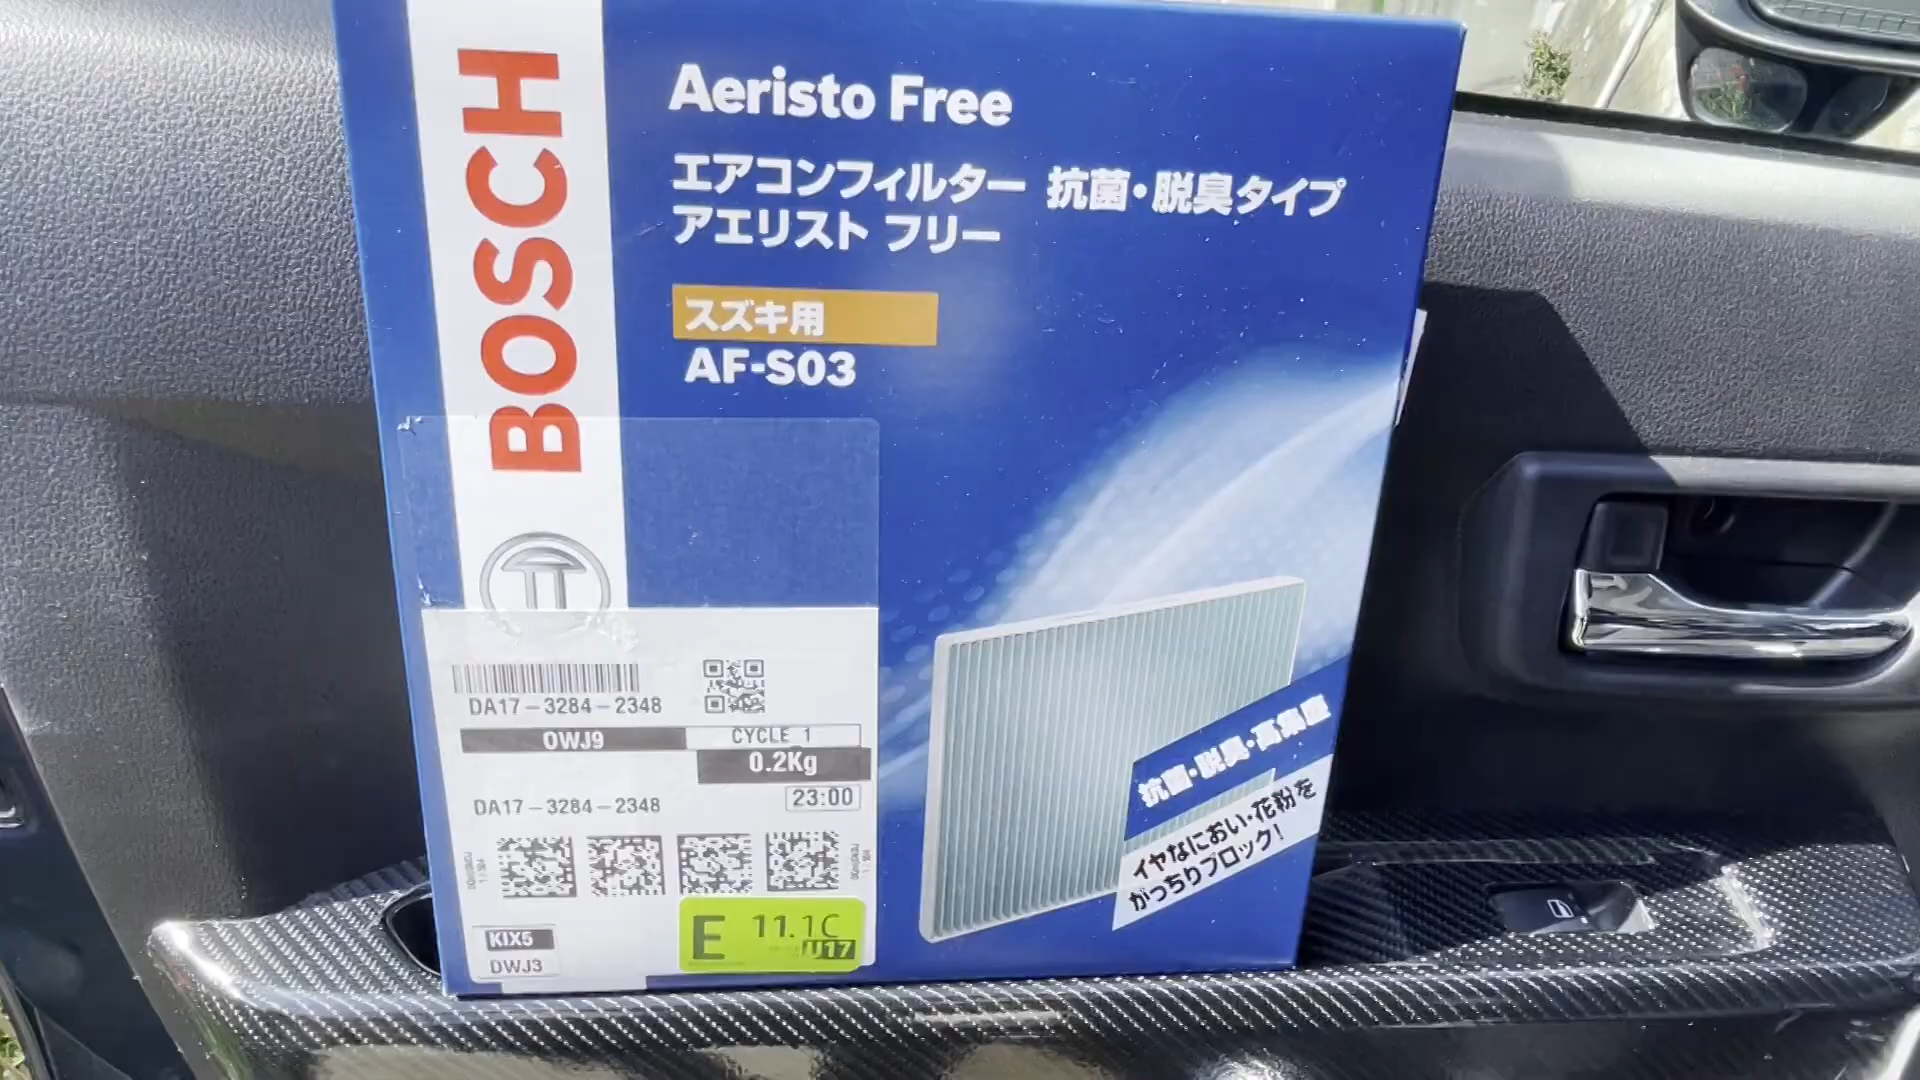 BOSCH
Aeristo Free
エアコンフィルター 抗菌・脱臭タイプ
アエリスト フリー
スズキ用
AF-S03
抗菌・脱臭・高集塵
イヤなにおい・花粉を
がっちりブロック!
DA17-3284-2348
OWJ9
CYCLE 1
0.2Kg
DA17-3284-2348
23:00
KIX5
DWJ3
E 11.1C
U17